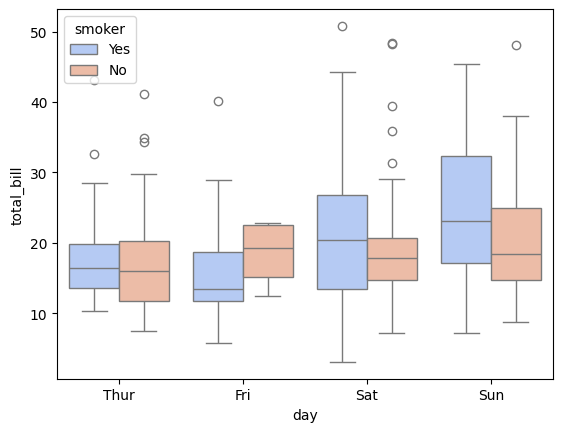 smoker
Yes
No
50
40
30
20
10
total_bill
Thur Fri Sat Sun
day